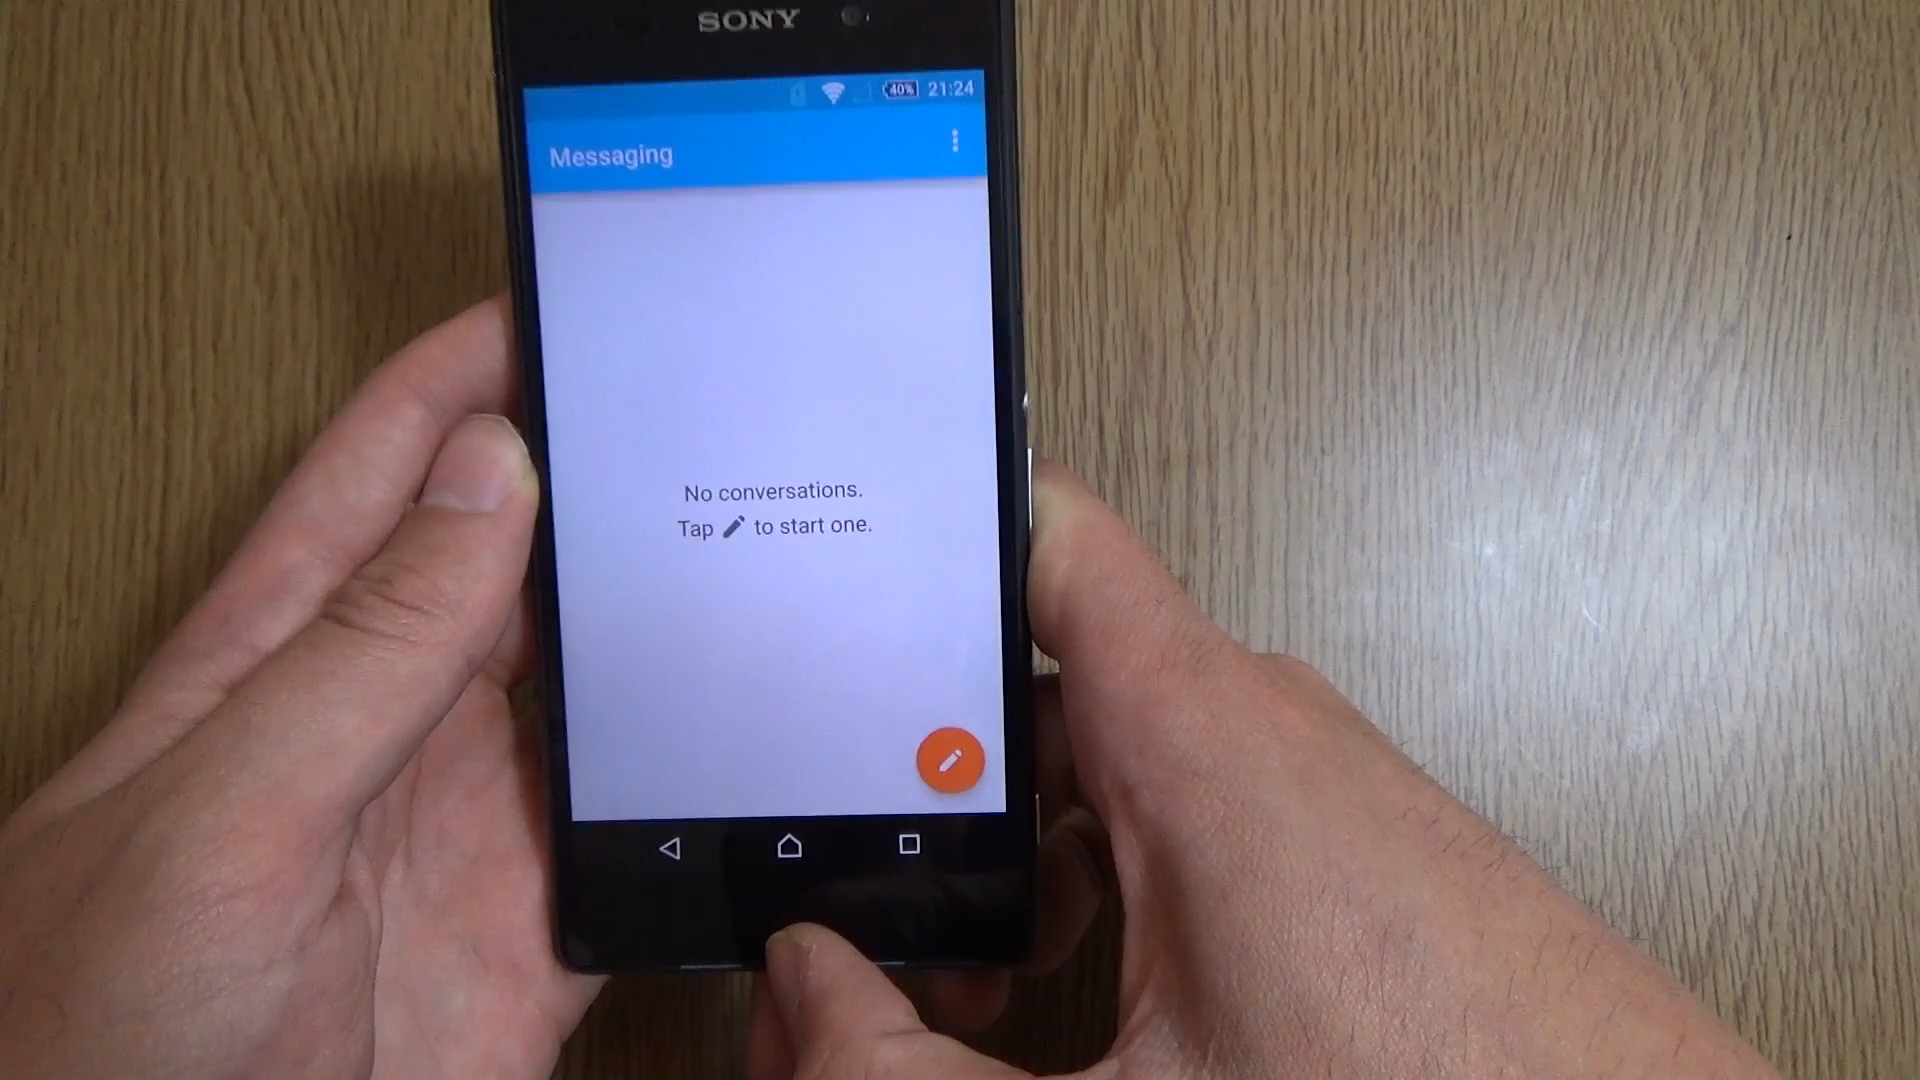 SONY
40% 21:24
Messaging
No conversations.
Tap to start one.